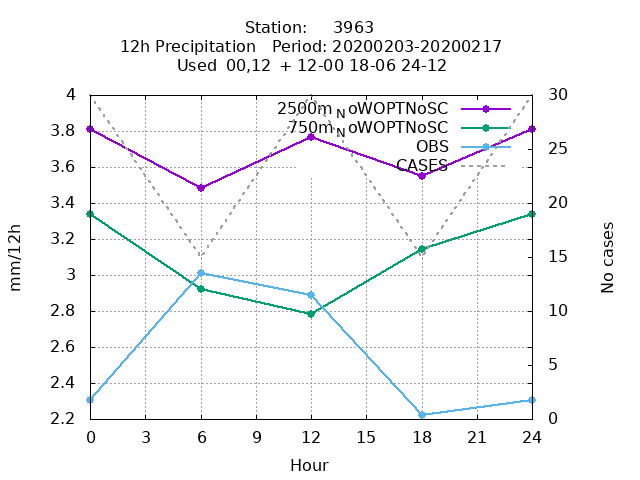 Station: 3963
12h Precipitation Period: 20200203-20200217
Used 00,12 + 12-00 18-06 24-12
4 30
2500m NoWOPTNoSC
750m NoWOPTNoSC
OBS
CASES
3.8
3.6
3.4
3.2
3
2.8
2.6
2.4
2.2
25
20
15
10
5
0
mm/12h
No cases
0 3 6 9 12 15 18 21 24
Hour